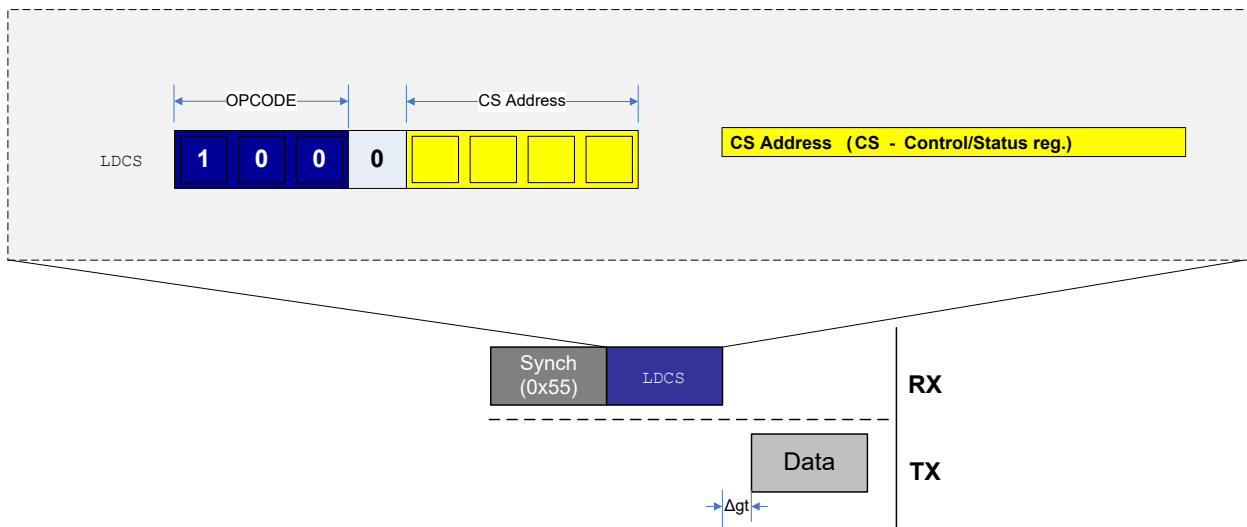 OPCODE
CS Address
LDCS
1 0 0 0
CS Address (CS - Control/Status reg.)
Synch
(0x55)
LDCS
RX
Data
TX
Δgt